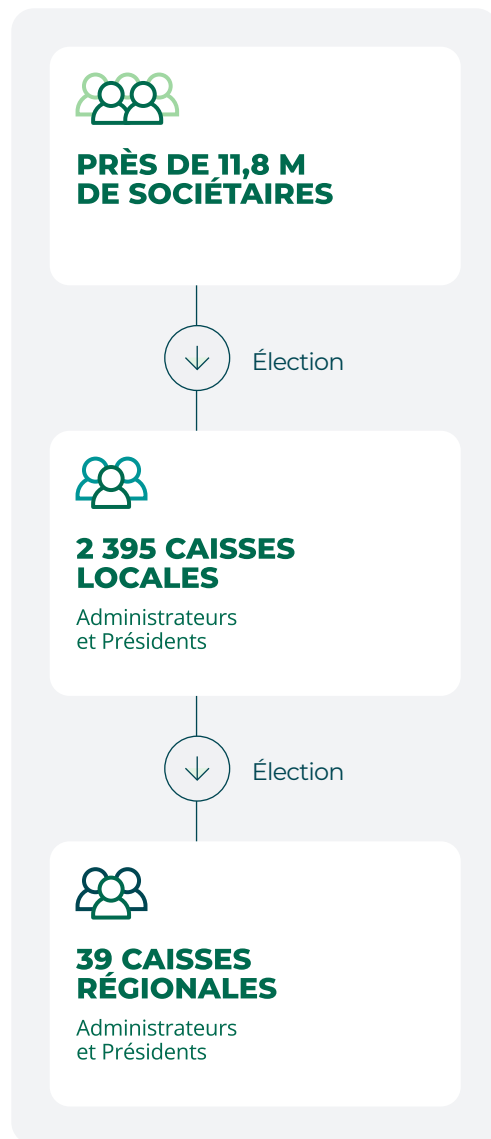 PRÈS DE 11,8 M
DE SOCIÉTAIRES
Élection
2 395 CAISSES
LOCALES
Administrateurs
et Présidents
Élection
39 CAISSES
RÉGIONALES
Administrateurs
et Présidents